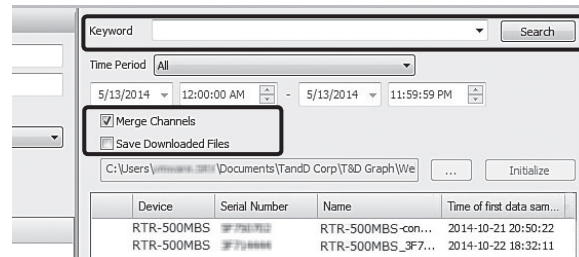 Keyword Search
Time Period All
5/13/2014 12:00:00 AM - 5/13/2014 11:59:59 PM
Merge Channels
Save Downloaded Files
C:\Users\ \Documents\TandD Corp\T&D Graph\We ... Initialize
Device Serial Number Name Time of first data sam...
RTR-500MBS RTR-500MBS-con... 2014-10-21 20:50:22
RTR-500MBS RTR-500MBS_3F7... 2014-10-22 18:32:11